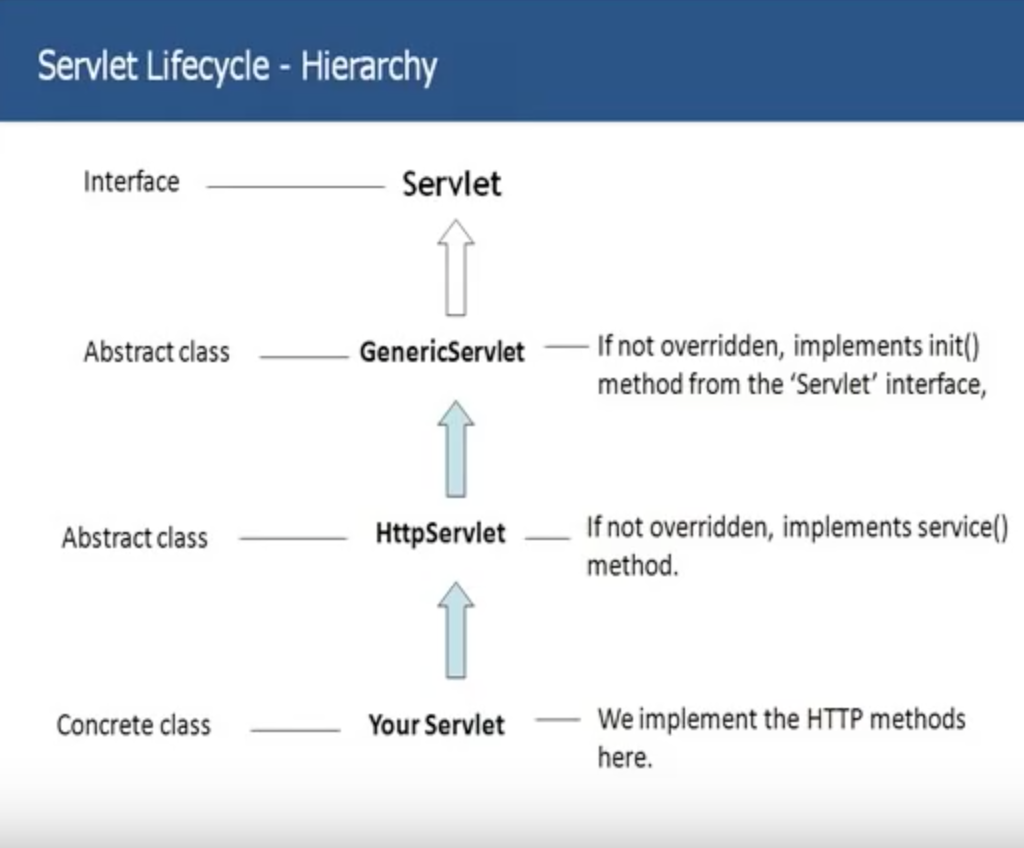 Servlet Lifecycle - Hierarchy
Interface
Servlet
Abstract class
GenericServlet
If not overridden, implements init()
method from the ‘Servlet’ interface,
Abstract class
HttpServlet
If not overridden, implements service()
method.
Concrete class
Your Servlet
We implement the HTTP methods
here.